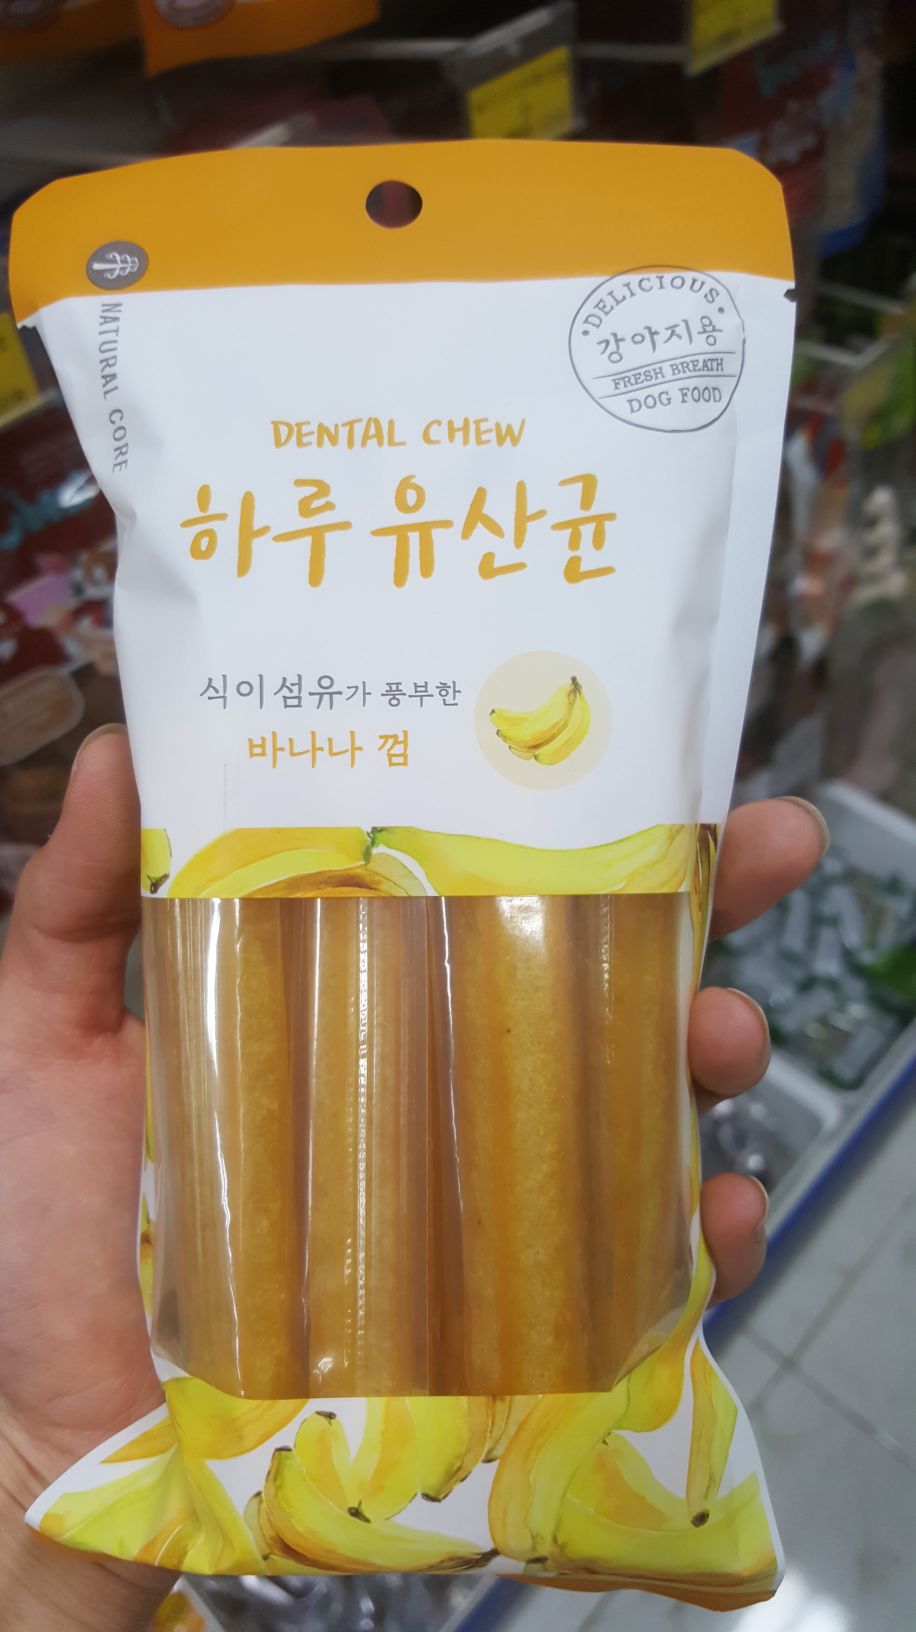 NATURAL CORE
DELICIOUS
강아지용
FRESH BREATH
DOG FOOD
DENTAL CHEW
하루 유산균
식이섬유가 풍부한
바나나 껌